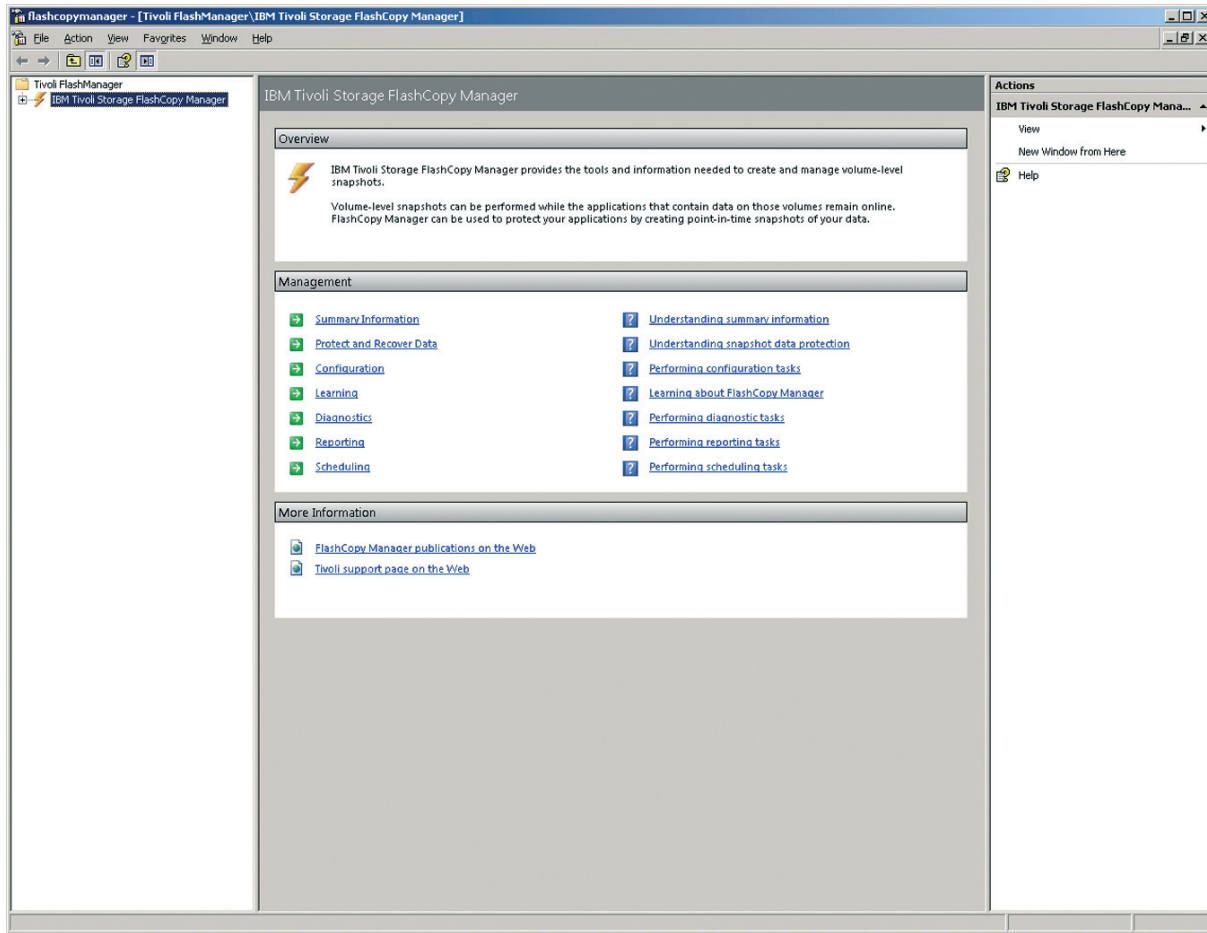 flashcopymanager - [Tivoli FlashManager\IBM Tivoli Storage FlashCopy Manager]
File Action View Favorites Window Help
Tivoli FlashManager
IBM Tivoli Storage FlashCopy Manager
IBM Tivoli Storage FlashCopy Manager
Overview
IBM Tivoli Storage FlashCopy Manager provides the tools and information needed to create and manage volume-level
snapshots.
Volume-level snapshots can be performed while the applications that contain data on those volumes remain online.
FlashCopy Manager can be used to protect your applications by creating point-in-time snapshots of your data.
Management
Summary Information
Understanding summary information
Protect and Recover Data
Understanding snapshot data protection
Configuration
Performing configuration tasks
Learning
Learning about FlashCopy Manager
Diagnostics
Performing diagnostic tasks
Reporting
Performing reporting tasks
Scheduling
Performing scheduling tasks
More Information
FlashCopy Manager publications on the Web
Tivoli support page on the Web
Actions
IBM Tivoli Storage FlashCopy Mana...
View
New Window from Here
Help